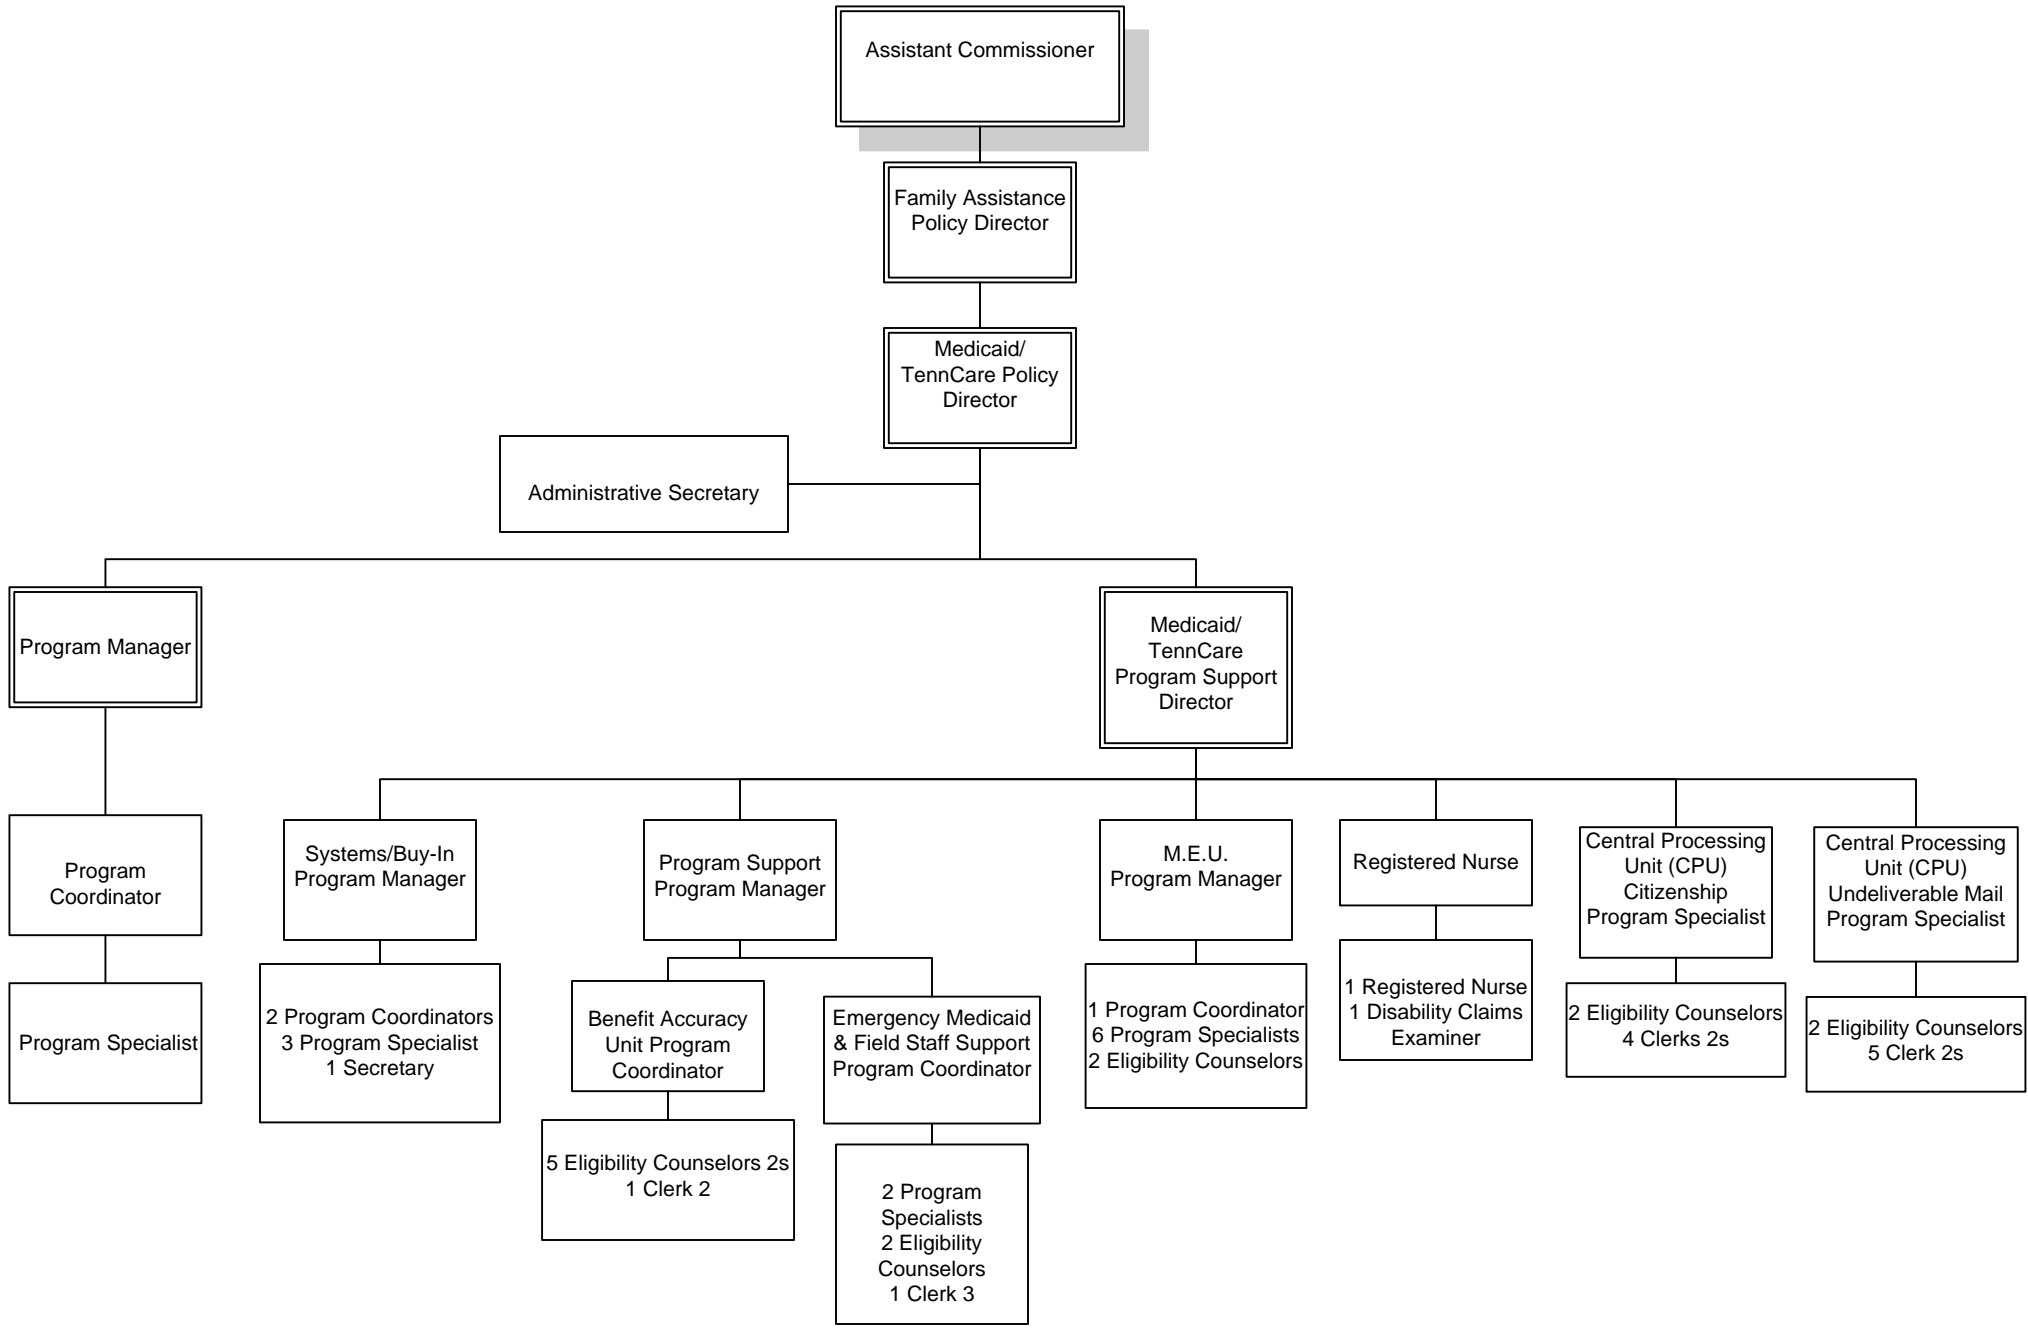 Assistant Commissioner
Family Assistance
Policy Director
Medicaid/
TennCare Policy
Director
Administrative Secretary
Program Manager
Medicaid/
TennCare
Program Support
Director
Program
Coordinator
Program Specialist
Systems/Buy-In
Program Manager
2 Program Coordinators
3 Program Specialist
1 Secretary
Program Support
Program Manager
Benefit Accuracy
Unit Program
Coordinator
5 Eligibility Counselors 2s
1 Clerk 2
Emergency Medicaid
& Field Staff Support
Program Coordinator
2 Program
Specialists
2 Eligibility
Counselors
1 Clerk 3
M.E.U.
Program Manager
1 Program Coordinator
6 Program Specialists
2 Eligibility Counselors
Registered Nurse
1 Registered Nurse
1 Disability Claims
Examiner
Central Processing
Unit (CPU)
Citizenship
Program Specialist
2 Eligibility Counselors
4 Clerks 2s
Central Processing
Unit (CPU)
Undeliverable Mail
Program Specialist
2 Eligibility Counselors
5 Clerk 2s